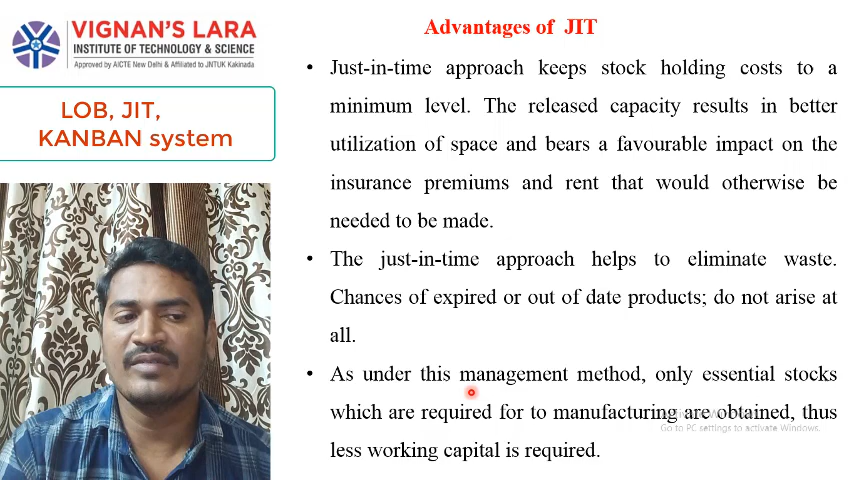 VIGNAN'S LARA
INSTITUTE OF TECHNOLOGY & SCIENCE
Approved by AICTE New Delhi & Affiliated to JNTUK Kakinada
LOB, JIT,
KANBAN system
Advantages of JIT
• Just-in-time approach keeps stock holding costs to a
minimum level. The released capacity results in better
utilization of space and bears a favourable impact on the
insurance premiums and rent that would otherwise be
needed to be made.
• The just-in-time approach helps to eliminate waste.
Chances of expired or out of date products; do not arise at
all.
• As under this management method, only essential stocks
which are required for to manufacturing are obtained, thus
less working capital is required.
Activate Windows
Go to PC settings to activate Windows.